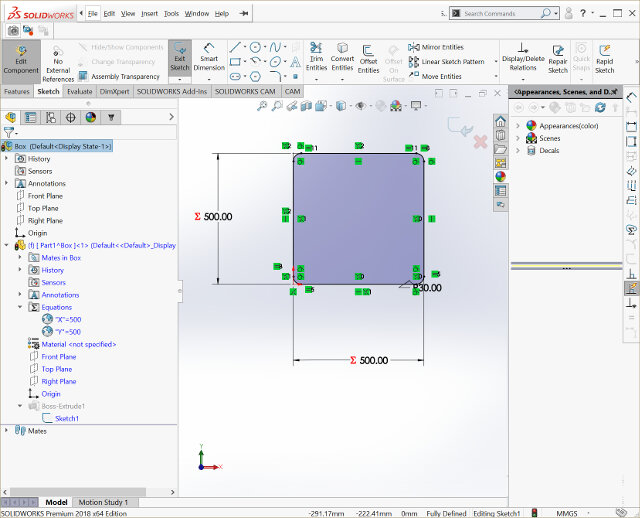 SOLIDWORKS
File Edit View Insert Tools Window Help
S... Search Commands
Edit Component
No External References
Hide/Show Components
Change Transparency
Assembly Transparency
Exit Sketch
Smart Dimension
Trim Entities
Convert Entities
Offset Entities
Offset On Surface
Mirror Entities
Linear Sketch Pattern
Move Entities
Display/Delete Relations
Repair Sketch
Quick Snaps
Rapid Sketch
Features Sketch Evaluate DimXpert SOLIDWORKS Add-Ins SOLIDWORKS CAM CAM
Appearances, Scenes, and D...
Appearances(color)
Scenes
Decals
Box (Default<Display State-1>)
History
Sensors
Annotations
Front Plane
Top Plane
Right Plane
Origin
(f) [ Part1^Box ]<1> (Default<<Default>_Display
Mates in Box
History
Sensors
Annotations
Equations
"X"=500
"Y"=500
Material <not specified>
Front Plane
Top Plane
Right Plane
Origin
Boss-Extrude1
Sketch1
Mates
Σ 500.00
R30.00
Σ 500.00
Y
X
Model Motion Study 1
SOLIDWORKS Premium 2018 x64 Edition
-291.17mm -222.41mm 0mm Fully Defined Editing Sketch1 MMGS